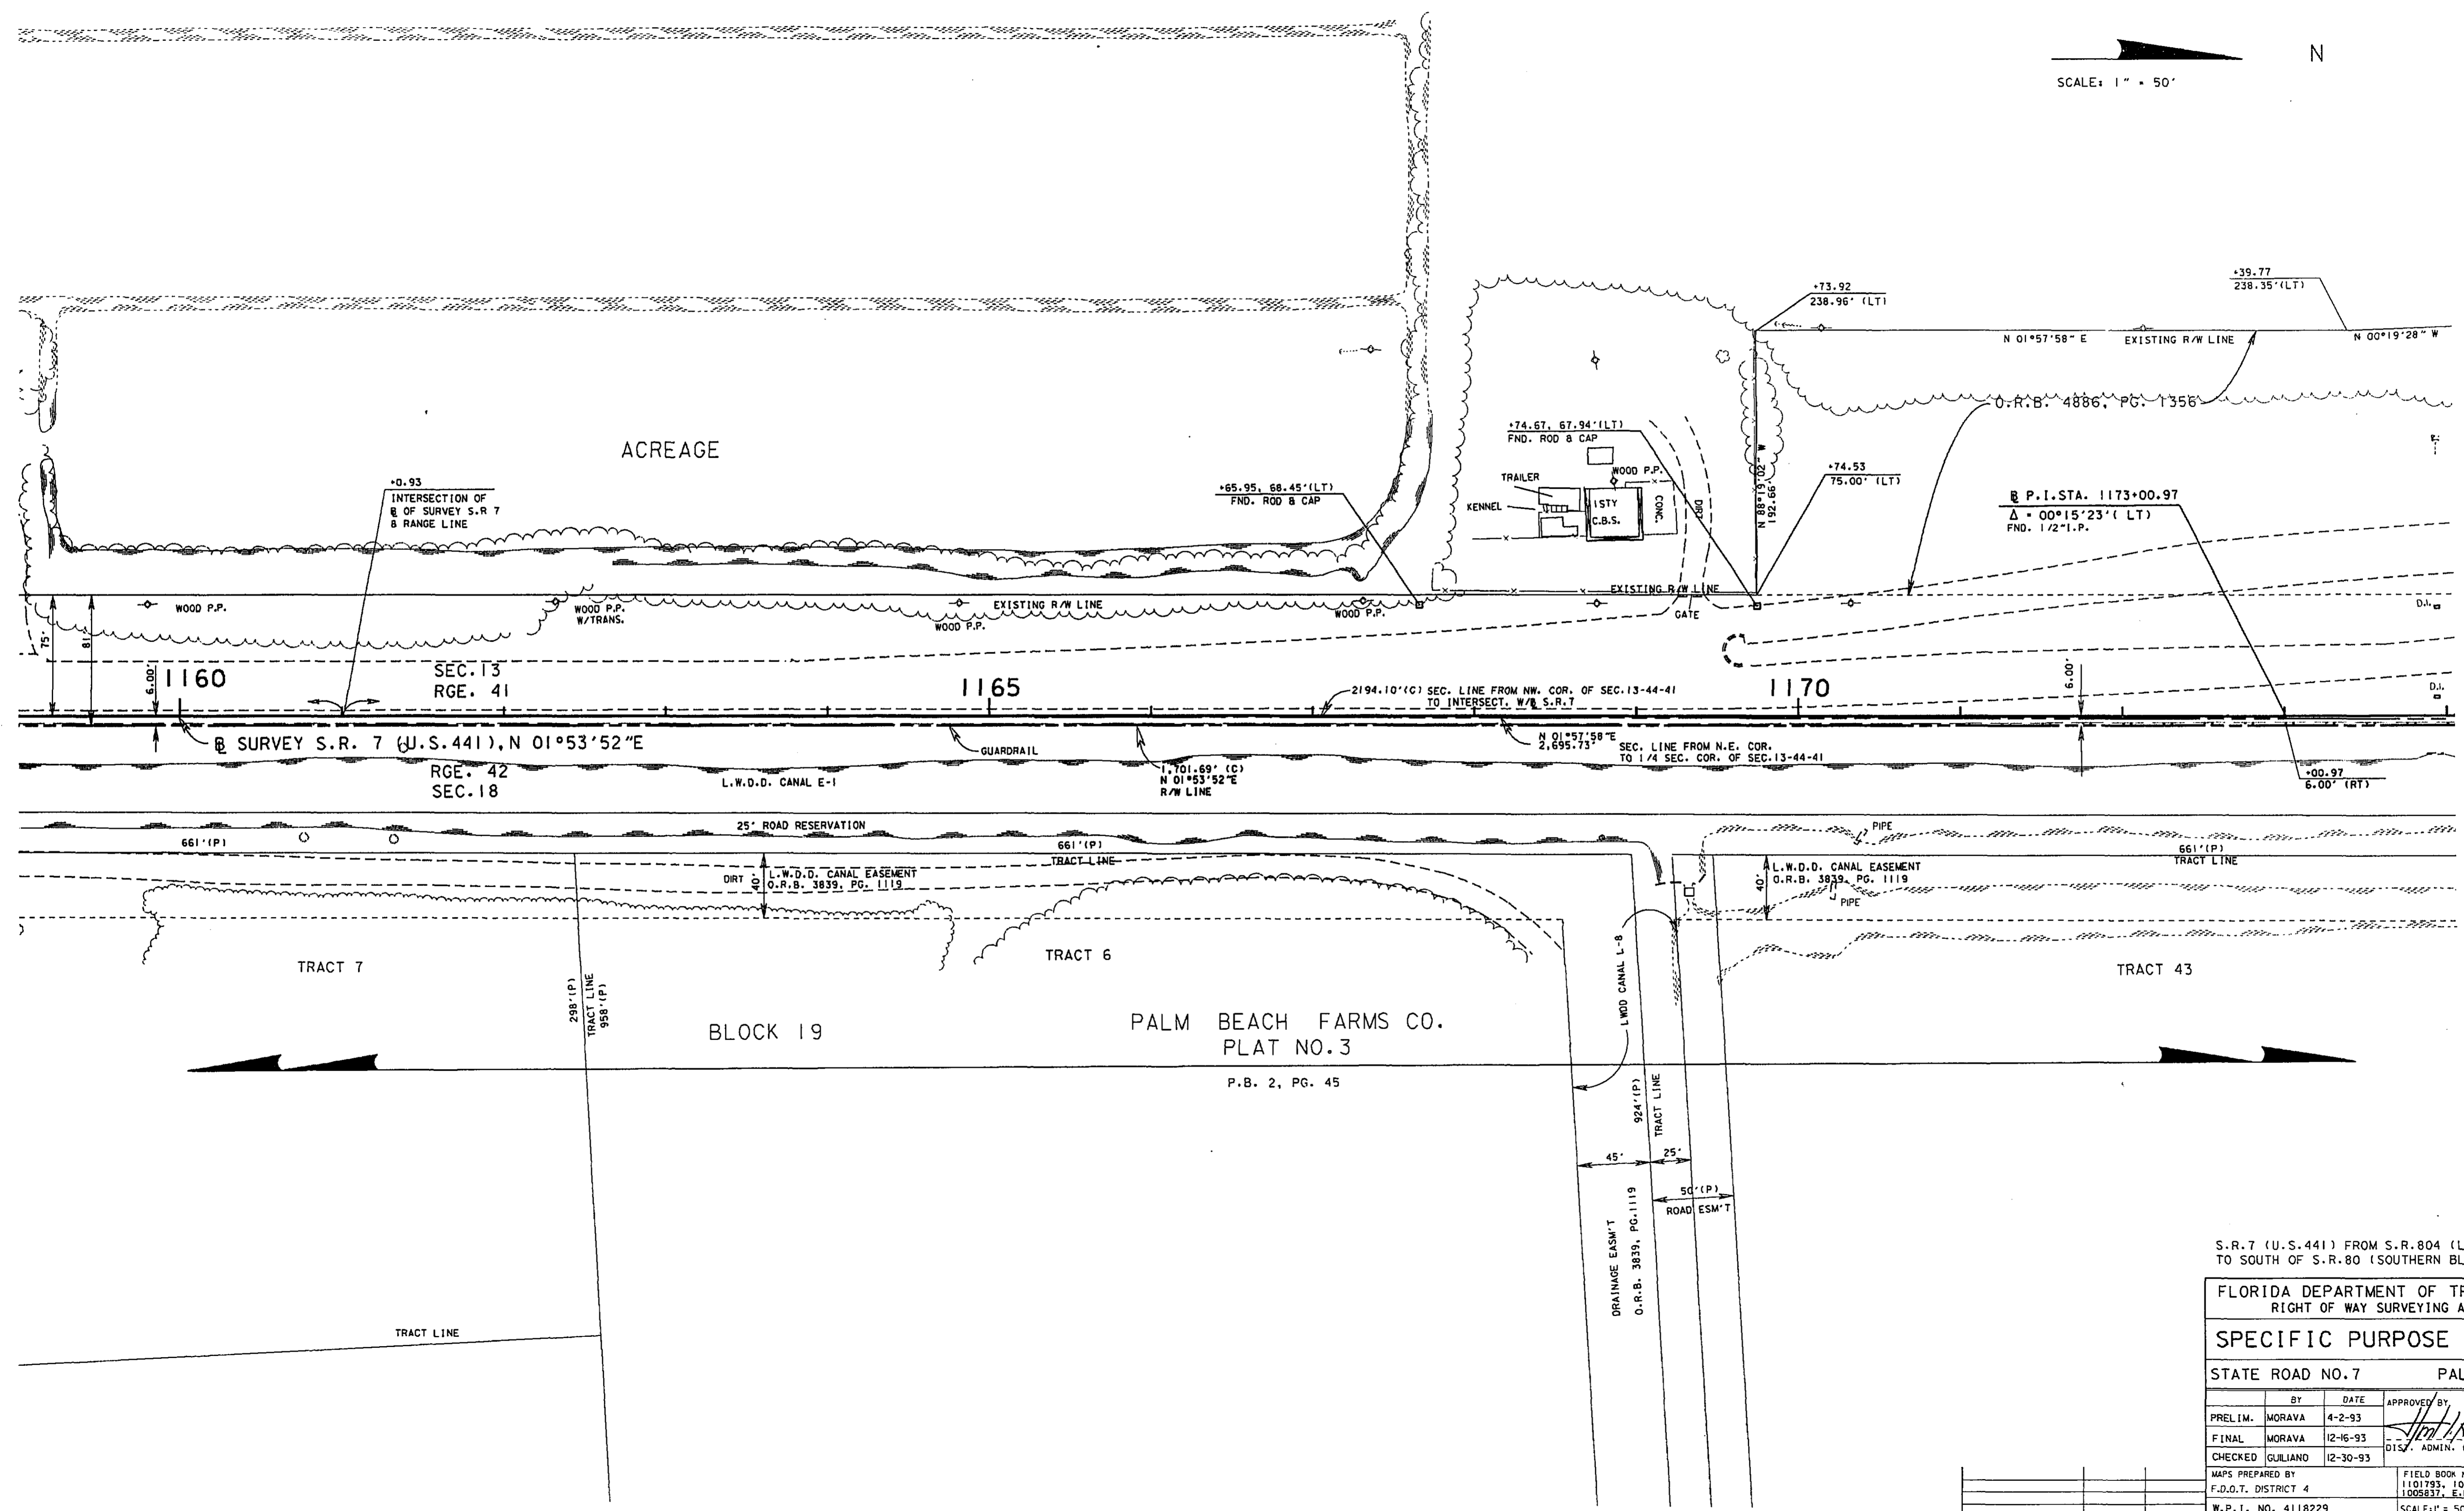 N
SCALE: 1" = 50'
+39.77
238.35'(LT)
+73.92
238.96' (LT)
N 01°57'58" E
EXISTING R/W LINE
N 00°19'28" W
O.R.B. 4886, PG. 1356
ACREAGE
+0.93
INTERSECTION OF
℄ OF SURVEY S.R 7
& RANGE LINE
+65.95, 68.45'(LT)
FND. ROD & CAP
+74.67, 67.94'(LT)
FND. ROD & CAP
WOOD P.P.
TRAILER
KENNEL
1STY
C.B.S.
CONC.
DIRT
N 88°19'02" W
192.66'
+74.53
75.00' (LT)
℄ P.I.STA. 1173+00.97
Δ = 00°15'23"( LT)
FND. 1/2"I.P.
WOOD P.P.
WOOD P.P.
W/TRANS.
EXISTING R/W LINE
WOOD P.P.
WOOD P.P.
EXISTING R/W LINE
GATE
D.I.
75'
81'
6.00'
1160
SEC.13
RGE. 41
1165
2194.10'(C) SEC. LINE FROM NW. COR. OF SEC.13-44-41
TO INTERSECT. W/℄ S.R.7
1170
6.00'
D.I.
℄ SURVEY S.R. 7 (U.S.441), N 01°53'52"E
GUARDRAIL
N 01°57'58"E
2,695.73'
SEC. LINE FROM N.E. COR.
TO 1/4 SEC. COR. OF SEC.13-44-41
RGE. 42
SEC.18
L.W.D.D. CANAL E-1
1,701.69' (C)
N 01°53'52"E
R/W LINE
+00.97
6.00' (RT)
25' ROAD RESERVATION
661'(P)
661'(P)
TRACT LINE
PIPE
661'(P)
TRACT LINE
DIRT
40'
L.W.D.D. CANAL EASEMENT
O.R.B. 3839, PG. 1119
40'
L.W.D.D. CANAL EASEMENT
O.R.B. 3839, PG. 1119
PIPE
TRACT 7
TRACT 6
TRACT 43
298'(P)
TRACT LINE
958'(P)
LWDD CANAL L-8
BLOCK 19
PALM BEACH FARMS CO.
PLAT NO.3
P.B. 2, PG. 45
924'(P)
TRACT LINE
45'
25'
50'(P)
ROAD ESM'T
DRAINAGE EASM'T
O.R.B. 3839, PG.1119
TRACT LINE
S.R.7 (U.S.441) FROM S.R.804 (L
TO SOUTH OF S.R.80 (SOUTHERN BL
FLORIDA DEPARTMENT OF TR
RIGHT OF WAY SURVEYING A
SPECIFIC PURPOSE
STATE ROAD NO.7 PAL
BY DATE APPROVED BY
PRELIM. MORAVA 4-2-93
FINAL MORAVA 12-16-93
DIST. ADMIN.
CHECKED GUILIANO 12-30-93
MAPS PREPARED BY
F.D.O.T. DISTRICT 4
FIELD BOOK
1101793, 10
1005837, E.
W.P.I. NO. 4118229
SCALE:1" = 50